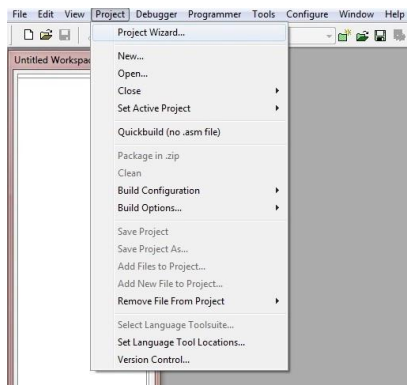 File Edit View Project Debugger Programmer Tools Configure Window Help
Project Wizard...
Untitled Workspac
New...
Open...
Close
Set Active Project
Quickbuild (no .asm file)
Package in .zip
Clean
Build Configuration
Build Options...
Save Project
Save Project As...
Add Files to Project...
Add New File to Project...
Remove File From Project
Select Language Toolsuite...
Set Language Tool Locations...
Version Control...